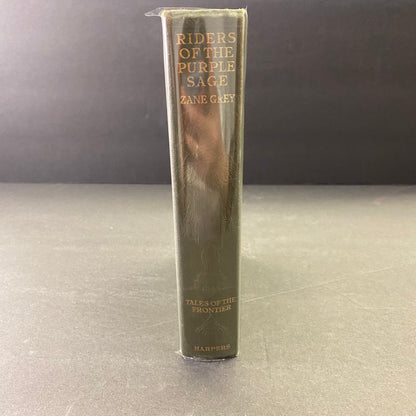 RIDERS
OF THE
PURPLE
SAGE
ZANE GREY
TALES OF THE
FRONTIER
HARPERS